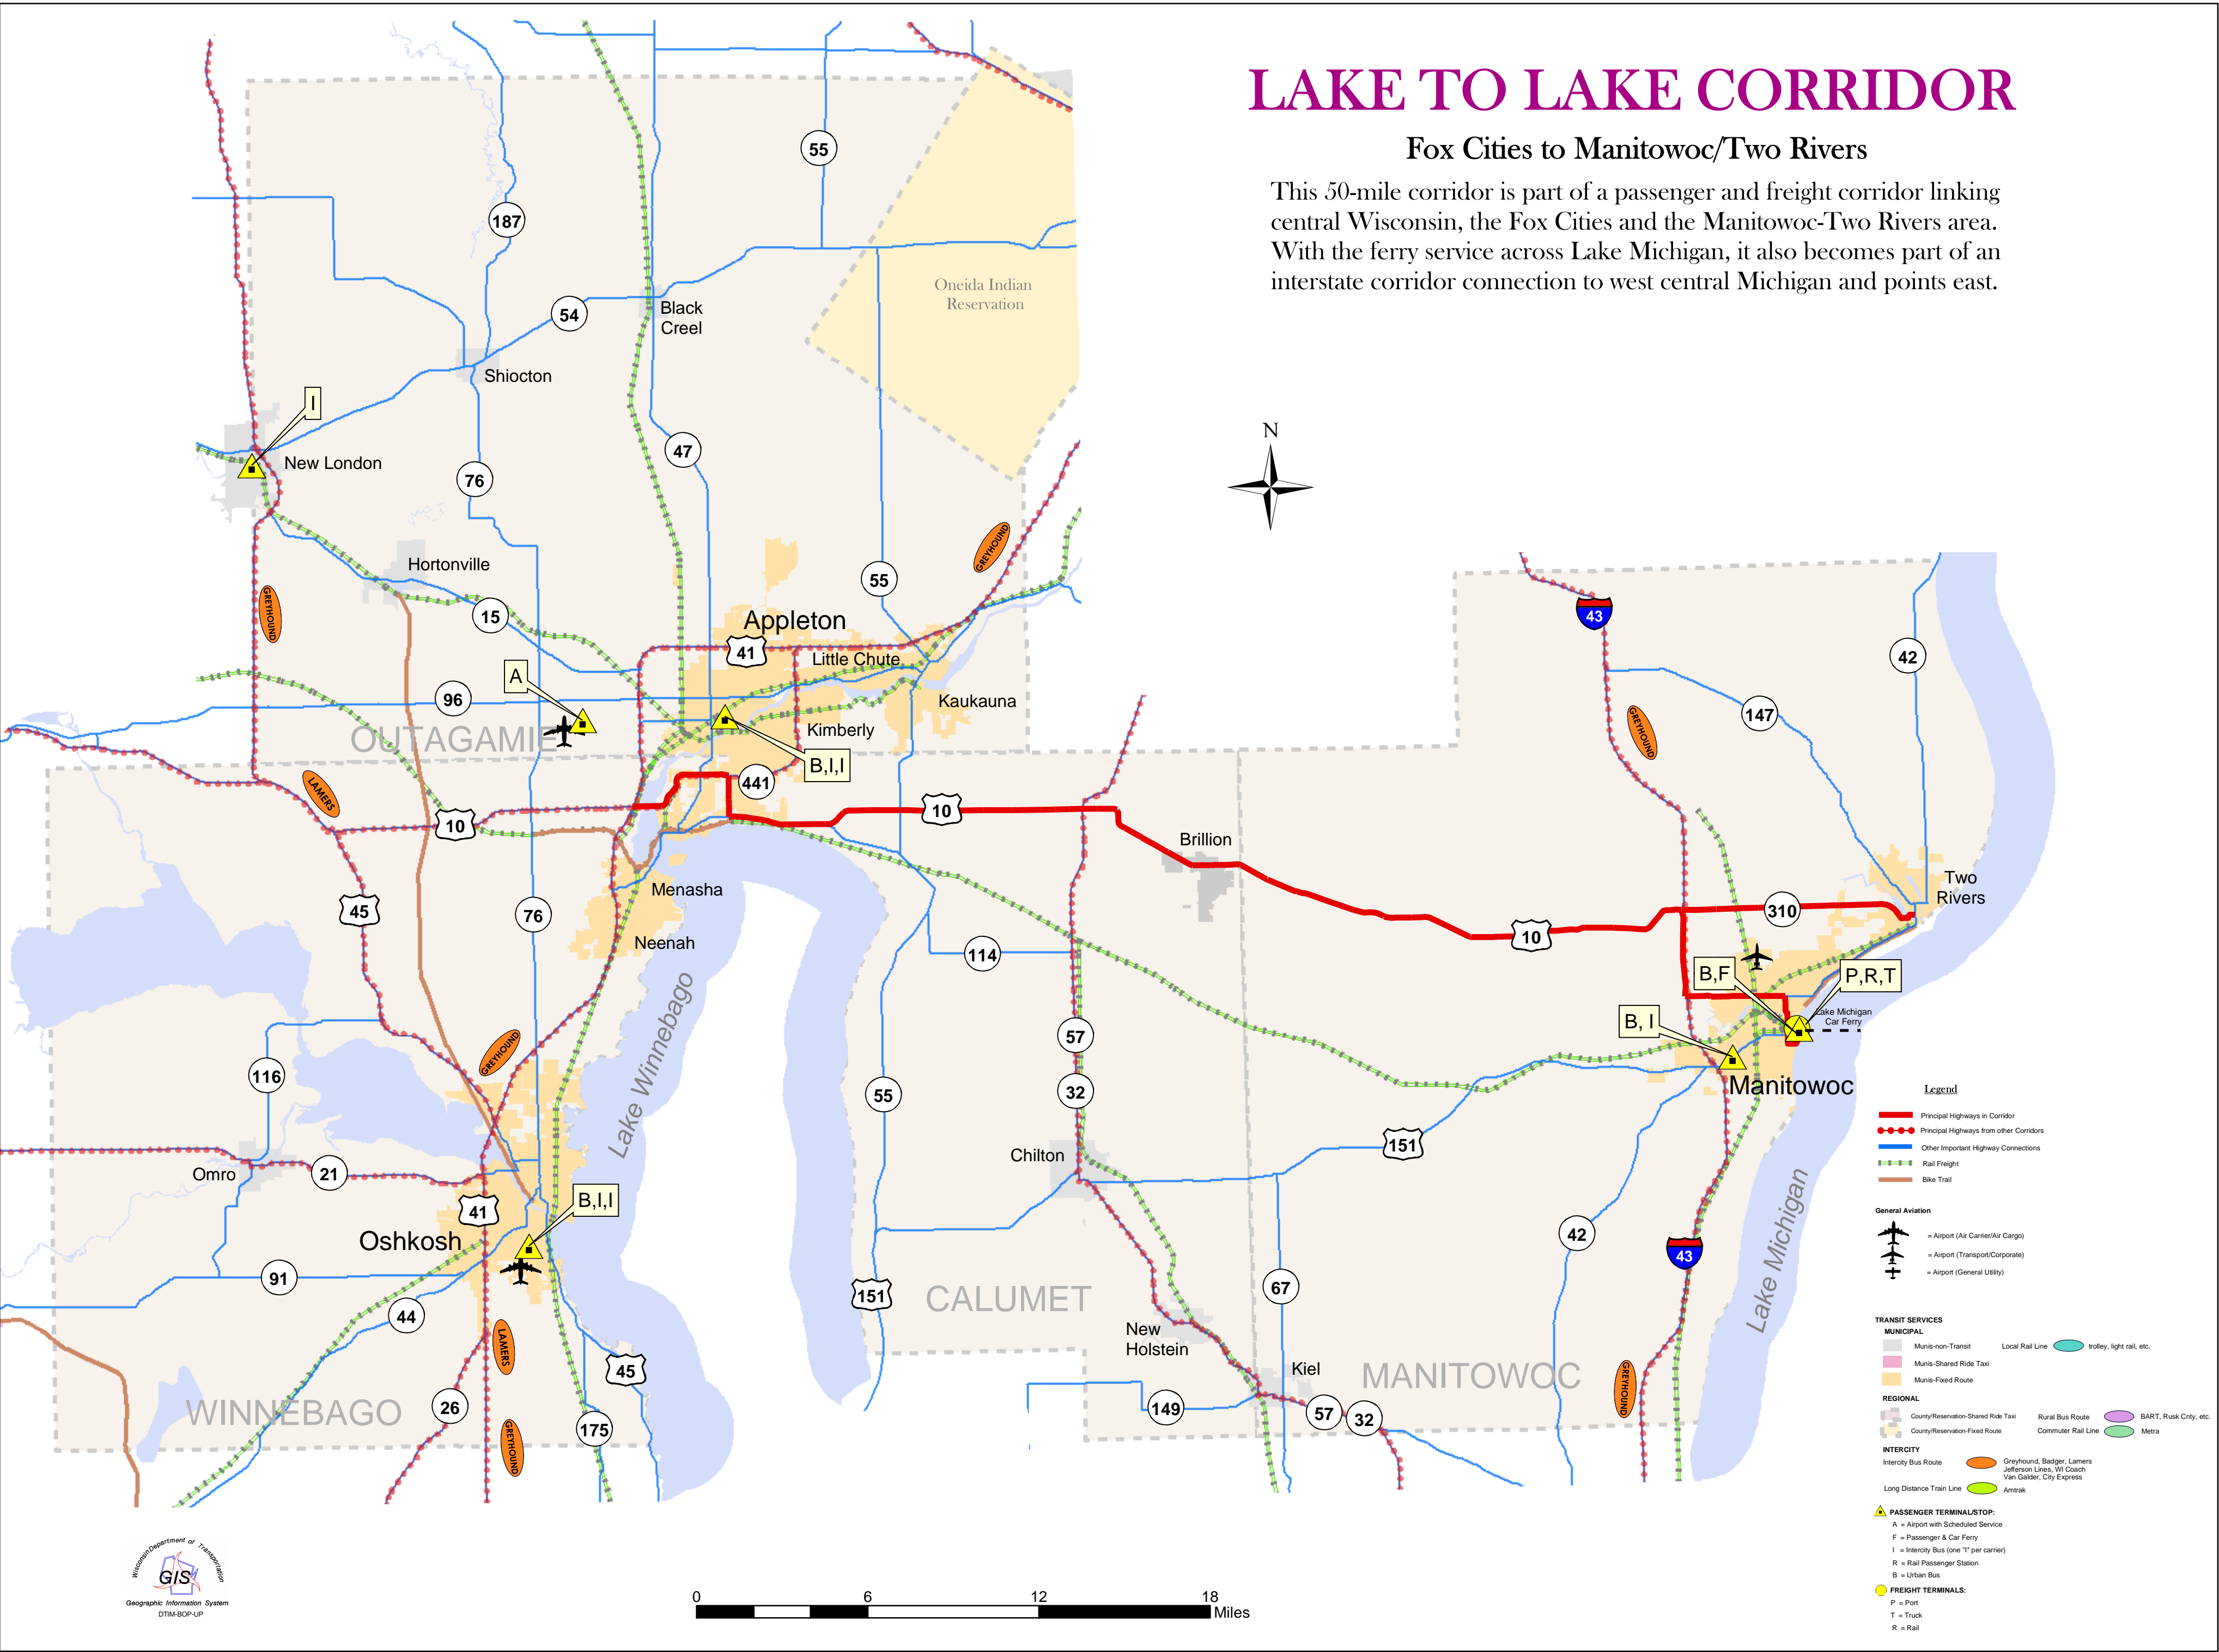 LAKE TO LAKE CORRIDOR
Fox Cities to Manitowoc/Two Rivers
This 50-mile corridor is part of a passenger and freight corridor linking
central Wisconsin, the Fox Cities and the Manitowoc-Two Rivers area.
With the ferry service across Lake Michigan, it also becomes part of an
interstate corridor connection to west central Michigan and points east.
55
187
Oneida Indian
Reservation
54
Black
Creel
Shiocton
I
N
New London
47
76
GREYHOUND
Hortonville
55
GREYHOUND
15
43
Appleton
41
Little Chute
42
A
96
Kaukauna
147
GREYHOUND
OUTAGAMIE
Kimberly
B,I,I
441
LAMERS
10
10
Brillion
Menasha
Two
Rivers
45
76
310
Neenah
10
114
B,F
P,R,T
Lake Michigan
Car Ferry
B, I
57
GREYHOUND
Lake Winnebago
116
32
55
Manitowoc
151
Chilton
Omro
21
B,I,I
41
Oshkosh
42
43
91
67
151
CALUMET
Lake Michigan
44
New
Holstein
LAMERS
45
Kiel
MANITOWOC
GREYHOUND
WINNEBAGO
26
149
57
32
175
GREYHOUND
Legend
Principal Highways in Corridor
Principal Highways from other Corridors
Other Important Highway Connections
Rail Freight
Bike Trail
General Aviation
= Airport (Air Carrier/Air Cargo)
= Airport (Transport/Corporate)
= Airport (General Utility)
TRANSIT SERVICES
MUNICIPAL
Munis-non-Transit Local Rail Line trolley, light rail, etc.
Munis-Shared Ride Taxi
Munis-Fixed Route
REGIONAL
County/Reservation-Shared Ride Taxi Rural Bus Route BART, Rusk Cnty, etc.
County/Reservation-Fixed Route Commuter Rail Line Metra
INTERCITY
Intercity Bus Route Greyhound, Badger, Lamers
Jefferson Lines, WI Coach
Van Galder, City Express
Long Distance Train Line Amtrak
PASSENGER TERMINAL/STOP:
A = Airport with Scheduled Service
F = Passenger & Car Ferry
I = Intercity Bus (one "I" per carrier)
R = Rail Passenger Station
B = Urban Bus
FREIGHT TERMINALS:
P = Port
T = Truck
R = Rail
Wisconsin Department of Transportation
GIS
Geographic Information System
DTIM-BOP-UP
0 6 12 18
Miles